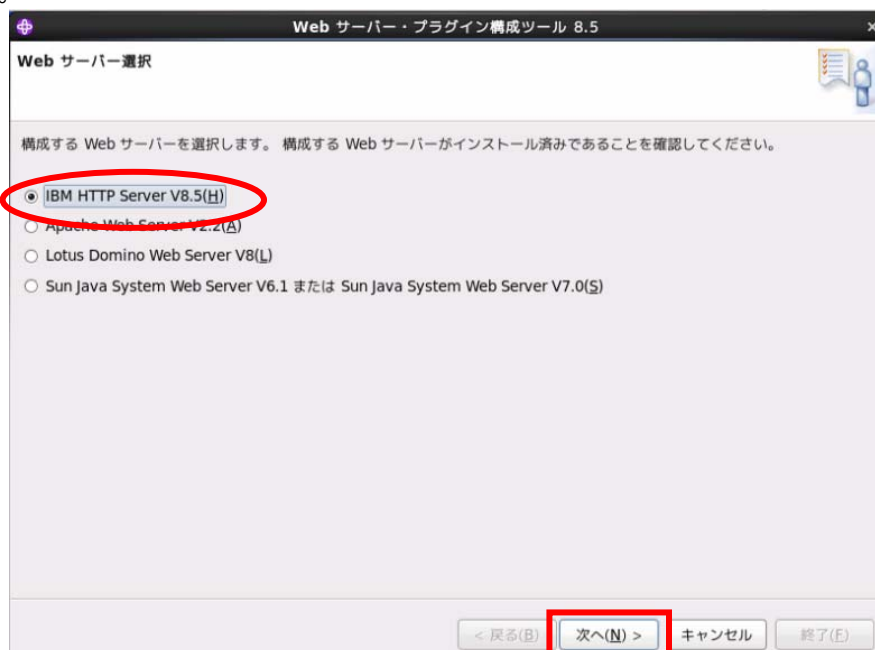 Web サーバー・プラグイン構成ツール 8.5
Web サーバー選択
構成する Web サーバーを選択します。 構成する Web サーバーがインストール済みであることを確認してください。
IBM HTTP Server V8.5(H)
Apache Web Server V2.2(A)
Lotus Domino Web Server V8(L)
Sun Java System Web Server V6.1 または Sun Java System Web Server V7.0(S)
< 戻る(B) 次へ(N) > キャンセル 終了(F)